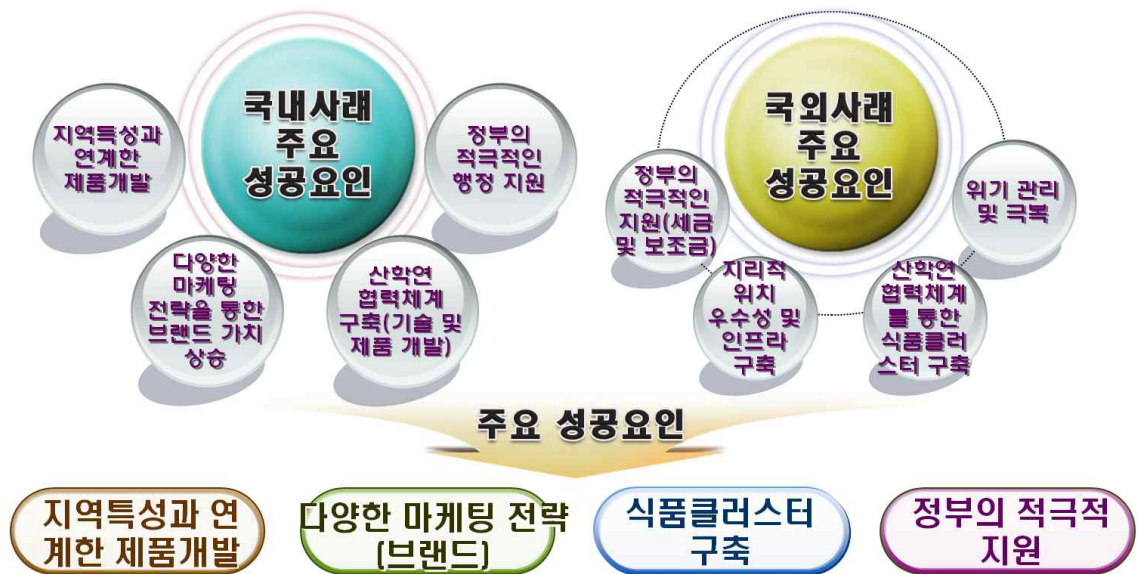 국내사례
주요
성공요인
지역특성과
연계한
제품개발
다양한
마케팅
전략을 통한
브랜드 가치
상승
산학연
협력체계
구축(기술 및
제품 개발)
정부의
적극적인
행정 지원
국외사례
주요
성공요인
정부의
적극적인
지원(세금
및 보조금)
지리적
위치
우수성 및
인프라
구축
산학연
협력체계
를 통한
식품클러
스터 구축
위기 관리
및 극복
주요 성공요인
지역특성과 연
계한 제품개발
다양한 마케팅 전략
(브랜드)
식품클러스터
구축
정부의 적극적
지원